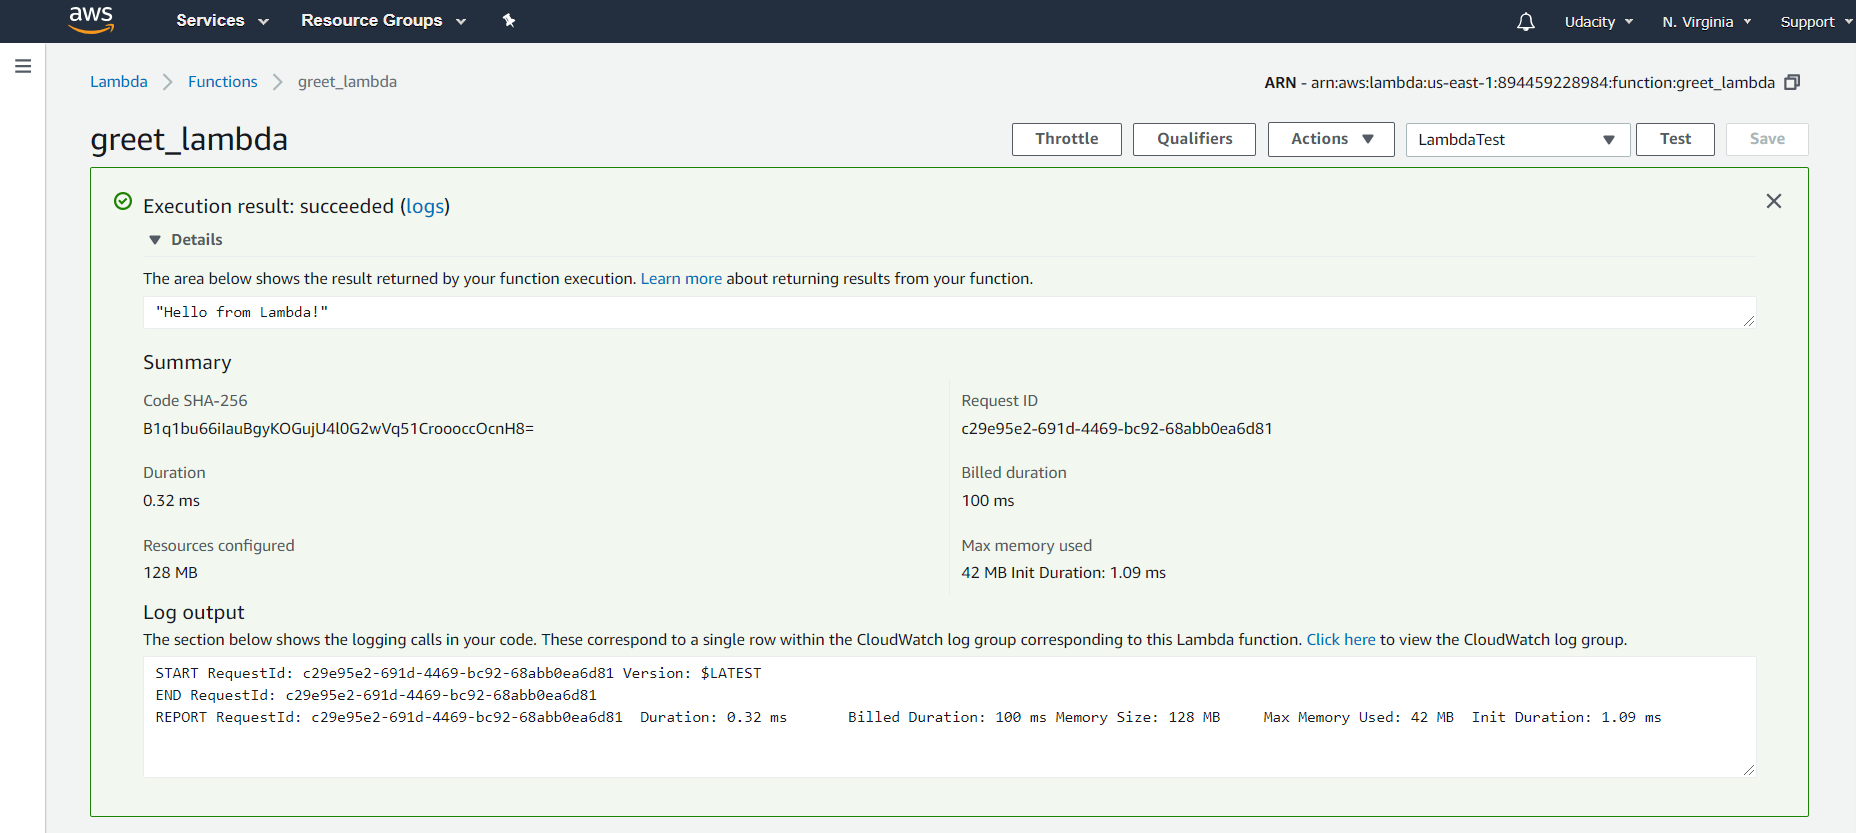 aws Services Resource Groups Udacity N. Virginia Support
Lambda Functions greet_lambda ARN - arn:aws:lambda:us-east-1:894459228984:function:greet_lambda
greet_lambda Throttle Qualifiers Actions LambdaTest Test Save
Execution result: succeeded (logs)
Details
The area below shows the result returned by your function execution. Learn more about returning results from your function.
"Hello from Lambda!"
Summary
Code SHA-256 Request ID
B1q1bu66iIauBgyKOGujU4l0G2wVq51CroooccOcnH8= c29e95e2-691d-4469-bc92-68abb0ea6d81
Duration Billed duration
0.32 ms 100 ms
Resources configured Max memory used
128 MB 42 MB Init Duration: 1.09 ms
Log output
The section below shows the logging calls in your code. These correspond to a single row within the CloudWatch log group corresponding to this Lambda function. Click here to view the CloudWatch log group.
START RequestId: c29e95e2-691d-4469-bc92-68abb0ea6d81 Version: $LATEST
END RequestId: c29e95e2-691d-4469-bc92-68abb0ea6d81
REPORT RequestId: c29e95e2-691d-4469-bc92-68abb0ea6d81 Duration: 0.32 ms Billed Duration: 100 ms Memory Size: 128 MB Max Memory Used: 42 MB Init Duration: 1.09 ms